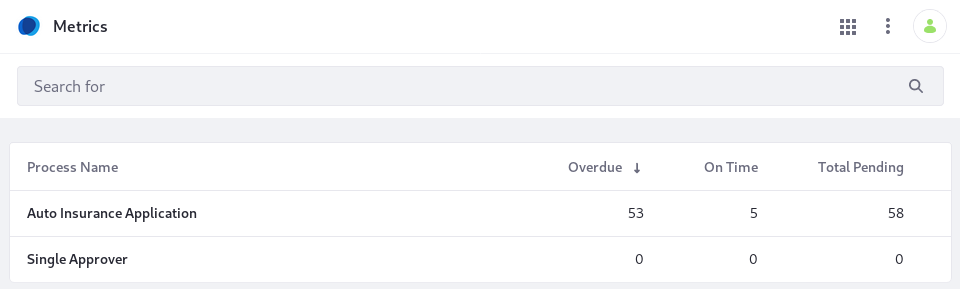 Metrics
Search for
Process Name Overdue ↓ On Time Total Pending
Auto Insurance Application 53 5 58
Single Approver 0 0 0